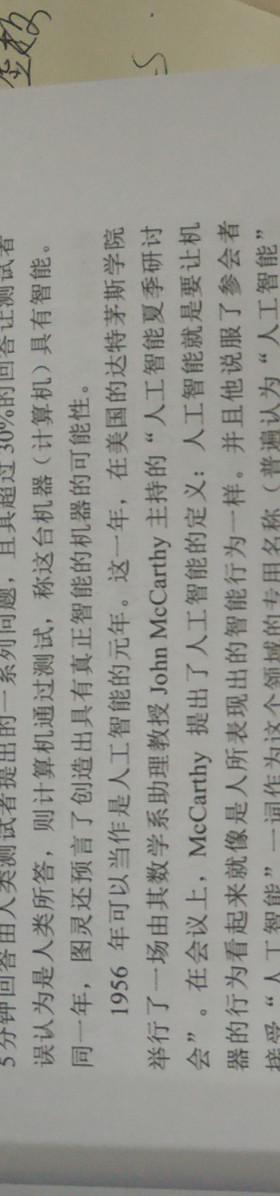 5分钟回答由人类测试者提出的一系列问题，且其超过30%的回答让测试者
误认为是人类所答，则计算机通过测试，称这台机器（计算机）具有智能。
同一年，图灵还预言了创造出具有真正智能的机器的可能性。
1956 年可以当作是人工智能的元年。这一年，在美国的达特茅斯学院
举行了一场由其数学系助理教授 John McCarthy 主持的“人工智能夏季研讨
会”。在会议上，McCarthy 提出了人工智能的定义：人工智能就是要让机
器的行为看起来就像是人所表现出的智能行为一样。并且他说服了参会者
接受“人工智能”一词作为这个领域的专用名称（普遍认为“人工智能”